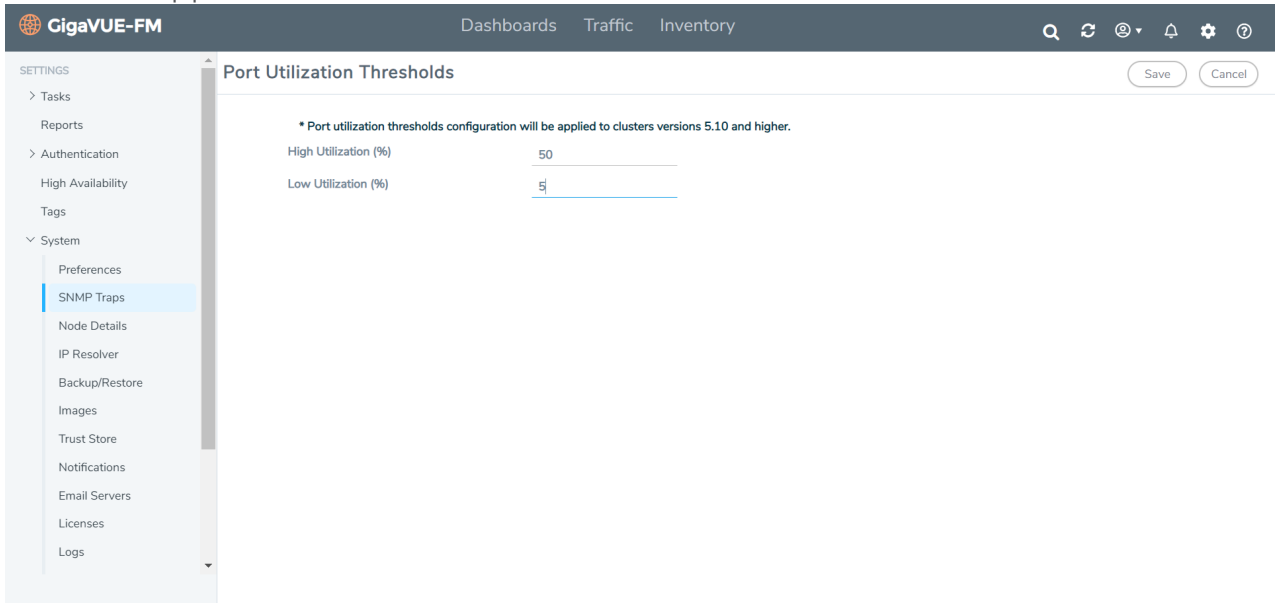 GigaVUE-FM
Dashboards Traffic Inventory
SETTINGS
Tasks
Reports
Authentication
High Availability
Tags
System
Preferences
SNMP Traps
Node Details
IP Resolver
Backup/Restore
Images
Trust Store
Notifications
Email Servers
Licenses
Logs
Port Utilization Thresholds
Save Cancel
* Port utilization thresholds configuration will be applied to clusters versions 5.10 and higher.
High Utilization (%) 50
Low Utilization (%) 5